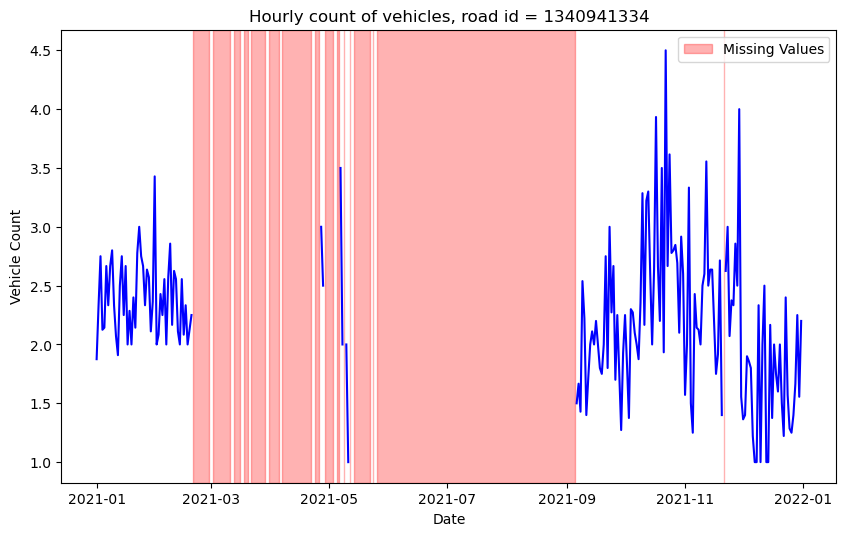 Hourly count of vehicles, road id = 1340941334
Missing Values
4.5
4.0
3.5
3.0
2.5
2.0
1.5
1.0
Vehicle Count
2021-01 2021-03 2021-05 2021-07 2021-09 2021-11 2022-01
Date